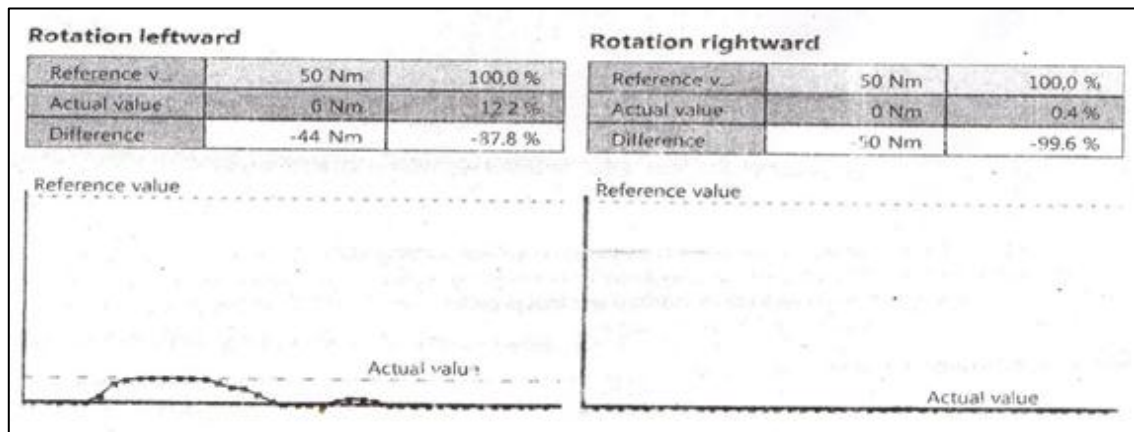 Rotation leftward
Reference v... 50 Nm 100,0 %
Actual value 6 Nm 12.2 %
Difference -44 Nm -87.8 %
Reference value
Actual value
Rotation rightward
Reference v... 50 Nm 100,0 %
Actual value 0 Nm 0.4 %
Difference -50 Nm -99.6 %
Reference value
Actual value